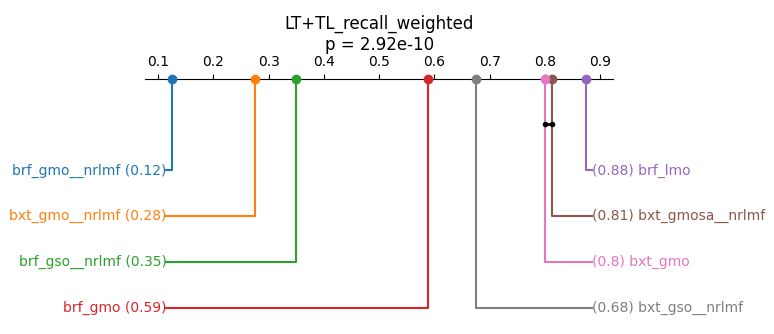 LT+TL_recall_weighted
p = 2.92e-10
0.1 0.2 0.3 0.4 0.5 0.6 0.7 0.8 0.9
brf_gmo__nrlmf (0.12) (0.88) brf_lmo
bxt_gmo__nrlmf (0.28) (0.81) bxt_gmosa__nrlmf
brf_gso__nrlmf (0.35) (0.8) bxt_gmo
brf_gmo (0.59) (0.68) bxt_gso__nrlmf